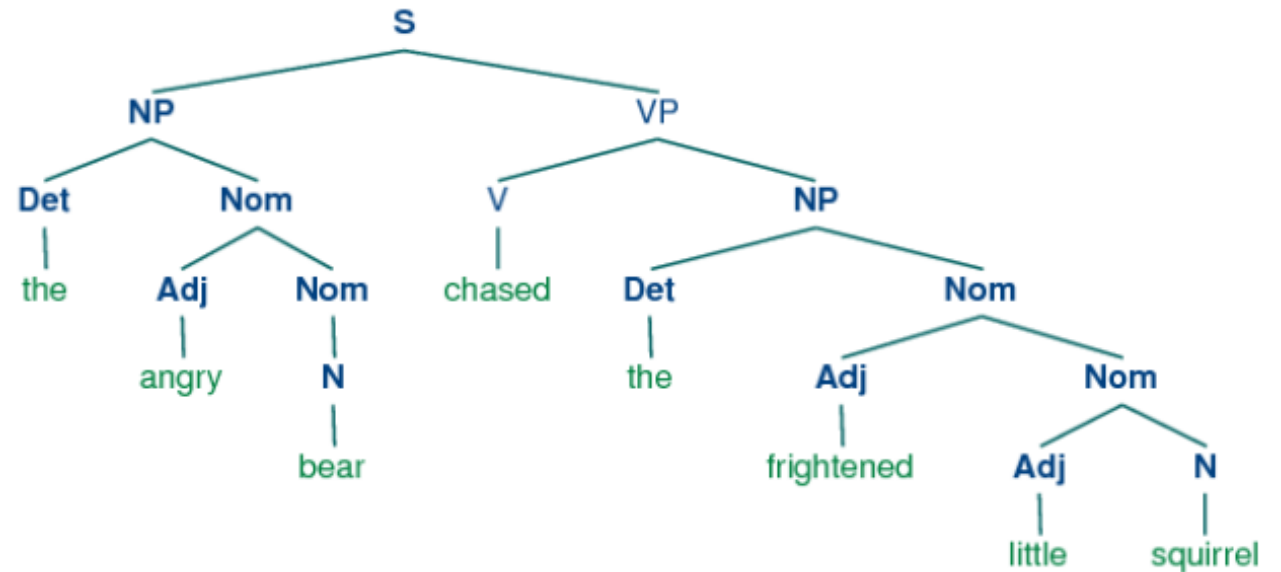 S
NP VP
Det Nom V NP
the Adj Nom chased Det Nom
angry N the Adj Nom
bear frightened Adj N
little squirrel